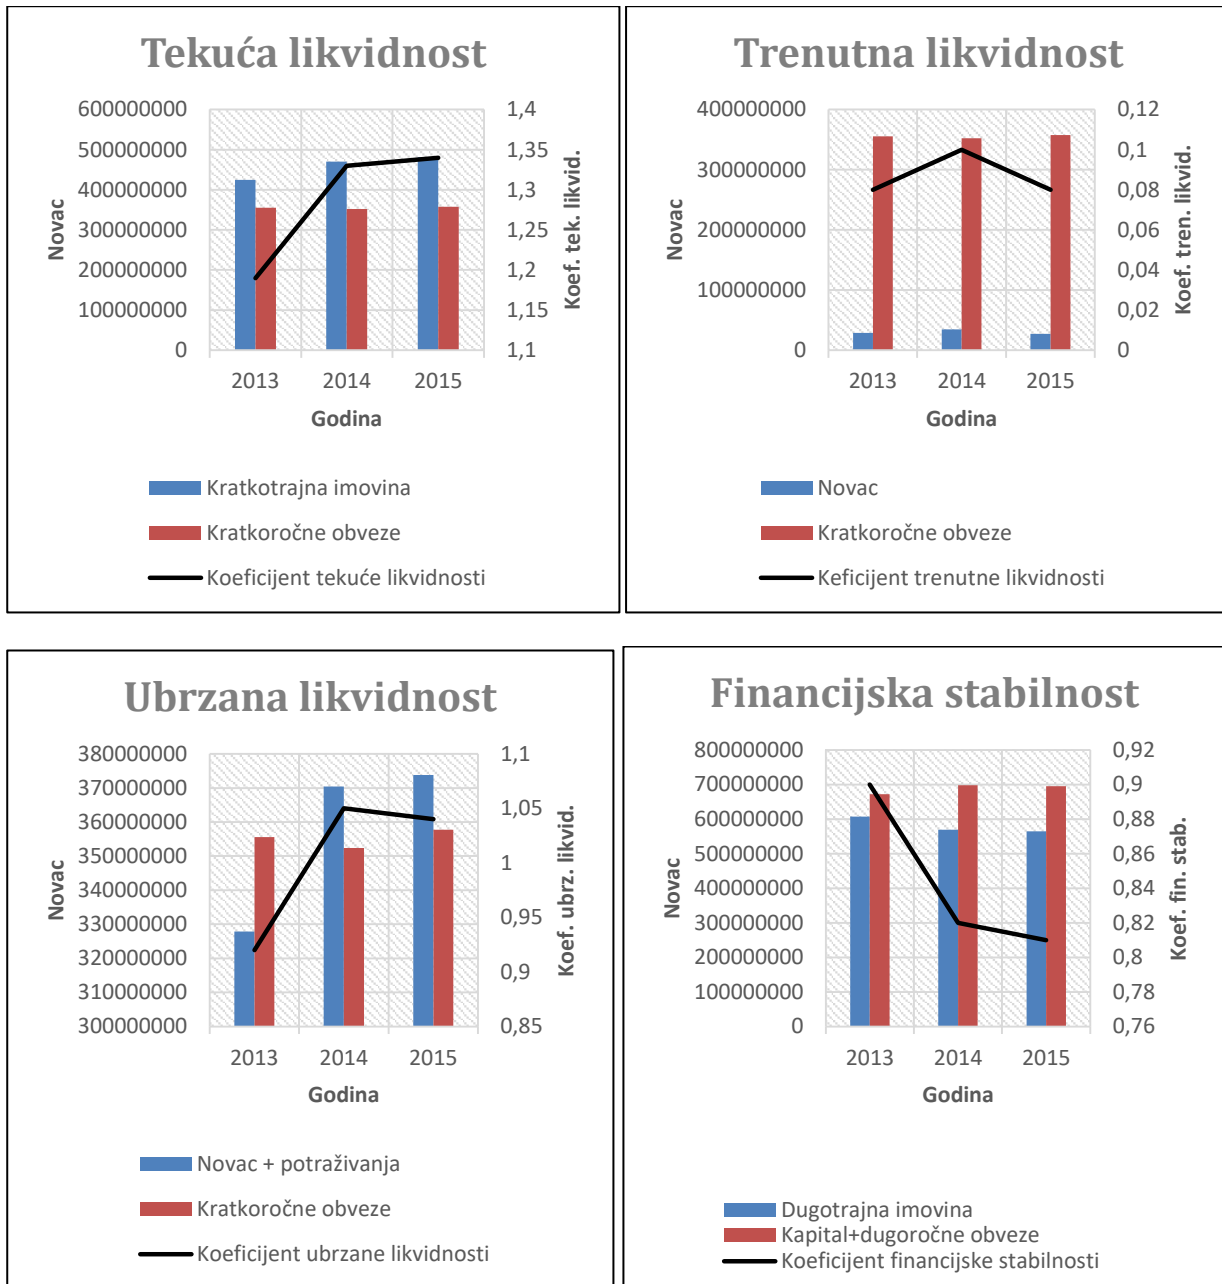 Tekuća likvidnost
600000000
500000000
400000000
300000000
200000000
100000000
0
Novac
1,4
1,35
1,3
1,25
1,2
1,15
1,1
Koef. tek. likvid.
2013 2014 2015
Godina
Kratkotrajna imovina
Kratkoročne obveze
Koeficijent tekuće likvidnosti
Trenutna likvidnost
400000000
300000000
200000000
100000000
0
Novac
0,12
0,1
0,08
0,06
0,04
0,02
0
Koef. tren. likvid.
2013 2014 2015
Godina
Novac
Kratkoročne obveze
Keficijent trenutne likvidnosti
Ubrzana likvidnost
380000000
370000000
360000000
350000000
340000000
330000000
320000000
310000000
300000000
Novac
1,1
1,05
1
0,95
0,9
0,85
Koef. ubrz. likvid.
2013 2014 2015
Godina
Novac + potraživanja
Kratkoročne obveze
Koeficijent ubrzane likvidnosti
Financijska stabilnost
800000000
700000000
600000000
500000000
400000000
300000000
200000000
100000000
0
Novac
0,92
0,9
0,88
0,86
0,84
0,82
0,8
0,78
0,76
Koef. fin. stab.
2013 2014 2015
Godina
Dugotrajna imovina
Kapital+dugoročne obveze
Koeficijent financijske stabilnosti